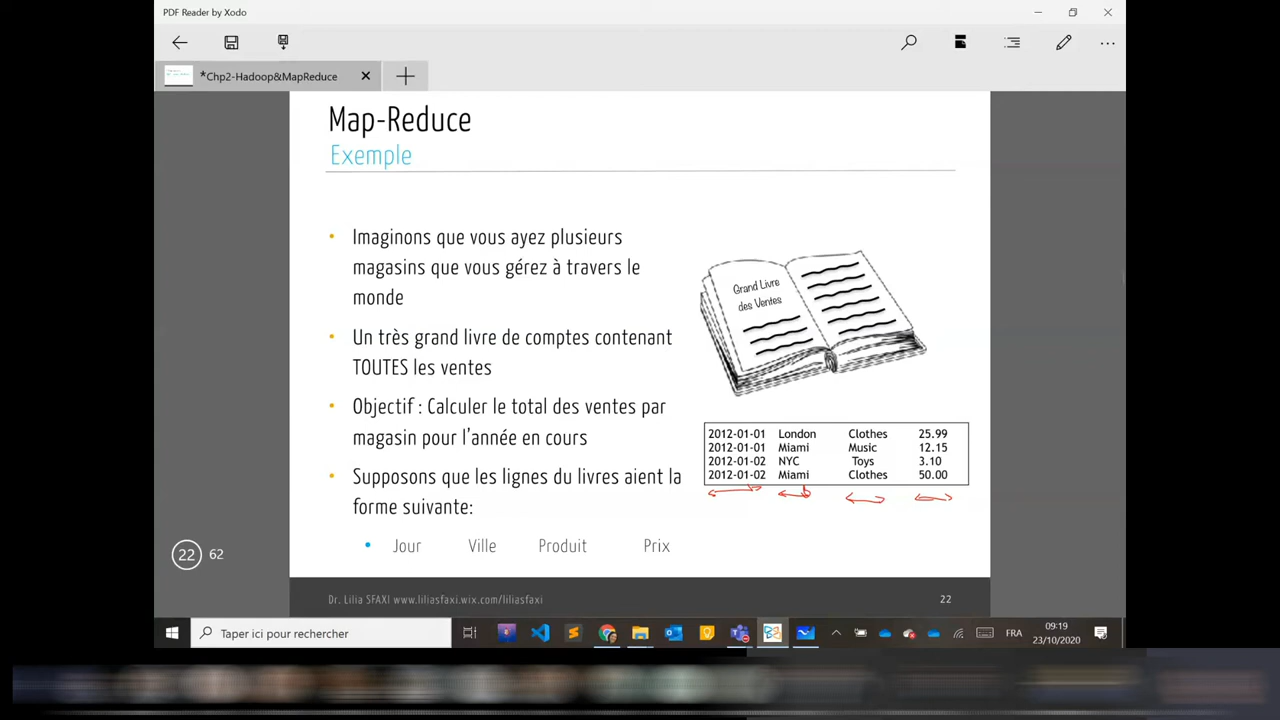 PDF Reader by Xodo
*Chp2-Hadoop&MapReduce
Map-Reduce
Exemple
• Imaginons que vous ayez plusieurs
magasins que vous gérez à travers le
monde
• Un très grand livre de comptes contenant
TOUTES les ventes
• Objectif : Calculer le total des ventes par
magasin pour l'année en cours
• Supposons que les lignes du livres aient la
forme suivante:
• Jour Ville Produit Prix
Grand Livre
des Ventes
2012-01-01 London Clothes 25.99
2012-01-01 Miami Music 12.15
2012-01-02 NYC Toys 3.10
2012-01-02 Miami Clothes 50.00
22 62
Dr. Lilia SFAXI www.liliasfaxi.wix.com/liliasfaxi 22
Taper ici pour rechercher
FRA
09:19
23/10/2020